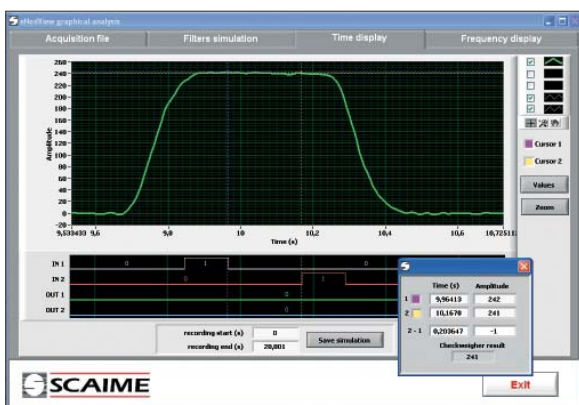 eNodView graphical analysis
Acquisition file
Filters simulation
Time display
Frequency display
260
240
220
200
180
160
140
120
100
80
60
40
20
0
-20
Amplitude
9,533433 9,6 9,8 10 10,2 10,4 10,6 10,72511
Time (s)
Cursor 1
Cursor 2
Values
Zoom
IN 1 0 1 0
IN 2 0 1
OUT 1 0
OUT 2 0
Time (s) Amplitude
1 9,96413 242
2 10,1670 241
2 - 1 0,203647 -1
Checkweigher result
241
recording start (s) 0
recording end (s) 20,003
Save simulation
SCAIME
Exit